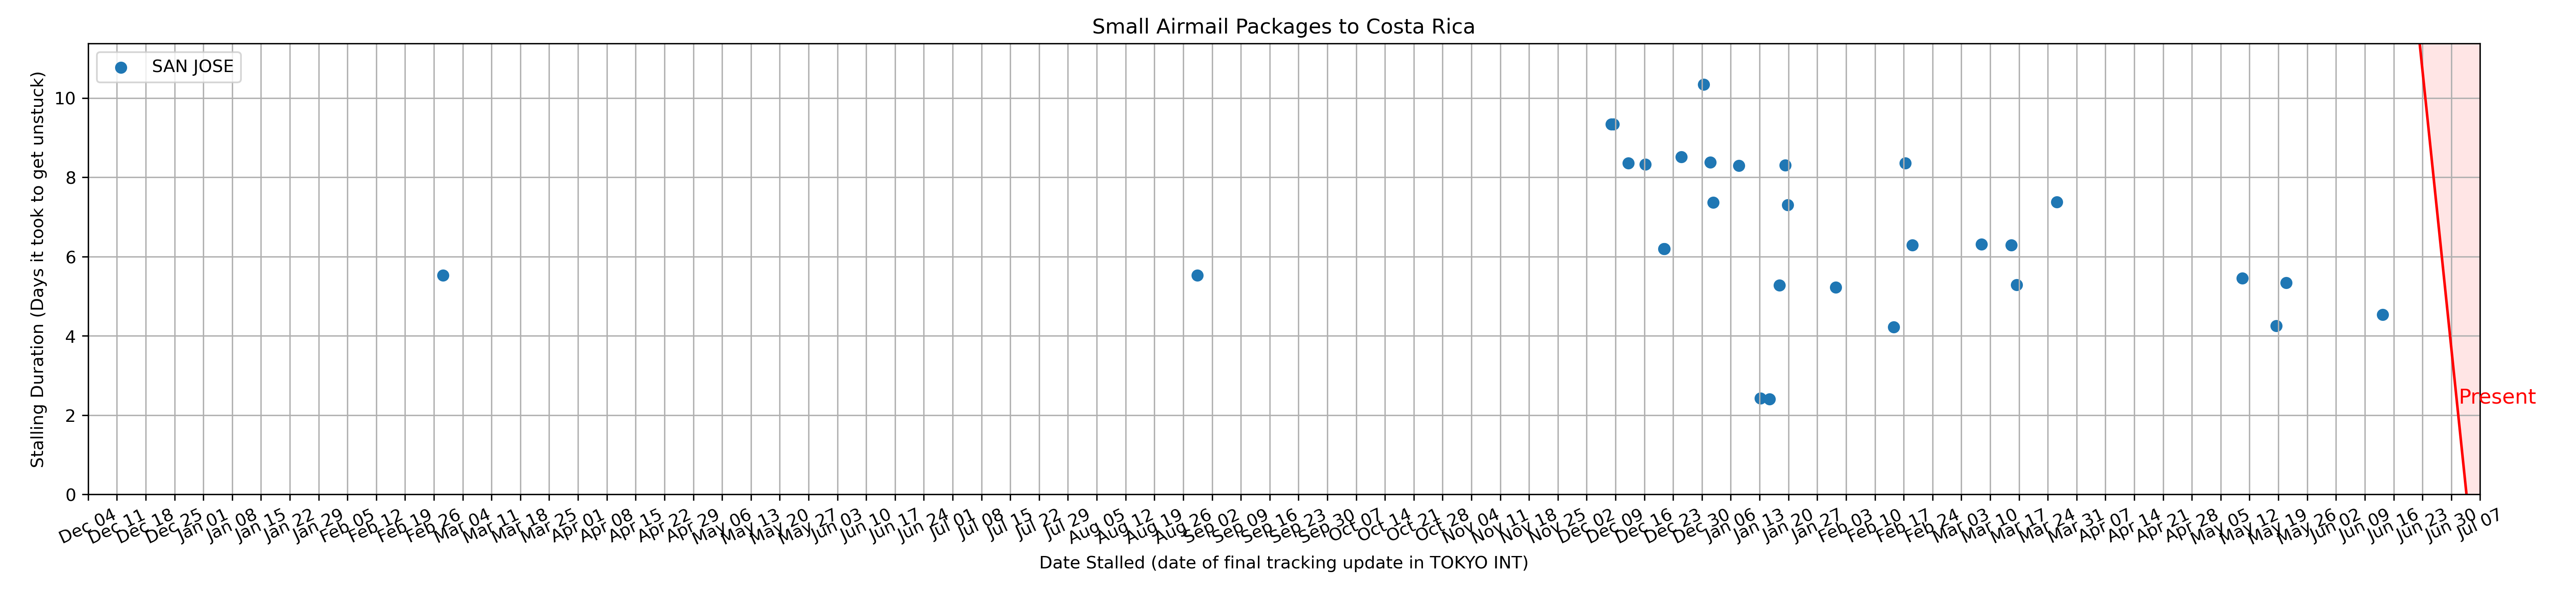 Small Airmail Packages to Costa Rica
SAN JOSE
Stalling Duration (Days it took to get unstuck)
10
8
6
4
2
0
Present
Dec 04 Dec 11 Dec 18 Dec 25 Jan 01 Jan 08 Jan 15 Jan 22 Jan 29 Feb 05 Feb 12 Feb 19 Feb 26 Mar 04 Mar 11 Mar 18 Mar 25 Apr 01 Apr 08 Apr 15 Apr 22 Apr 29 May 06 May 13 May 20 May 27 Jun 03 Jun 10 Jun 17 Jun 24 Jul 01 Jul 08 Jul 15 Jul 22 Jul 29 Aug 05 Aug 12 Aug 19 Aug 26 Sep 02 Sep 09 Sep 16 Sep 23 Sep 30 Oct 07 Oct 14 Oct 21 Oct 28 Nov 04 Nov 11 Nov 18 Nov 25 Dec 02 Dec 09 Dec 16 Dec 23 Dec 30 Jan 06 Jan 13 Jan 20 Jan 27 Feb 03 Feb 10 Feb 17 Feb 24 Mar 03 Mar 10 Mar 17 Mar 24 Mar 31 Apr 07 Apr 14 Apr 21 Apr 28 May 05 May 12 May 19 May 26 Jun 02 Jun 09 Jun 16 Jun 23 Jun 30 Jul 07
Date Stalled (date of final tracking update in TOKYO INT)